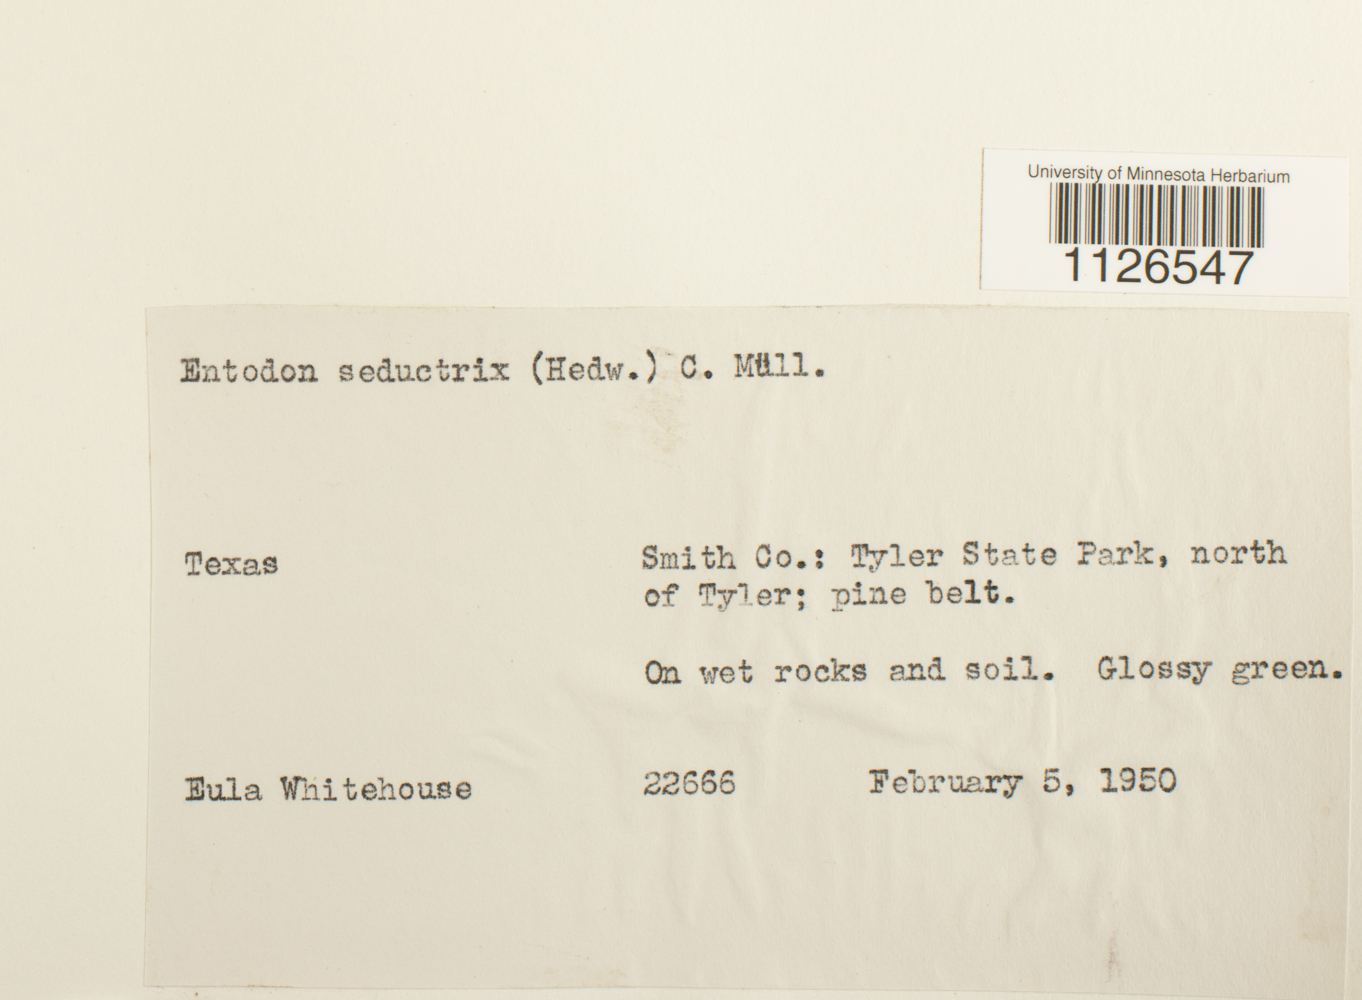 University of Minnesota Herbarium
1126547
Entodon seductrix (Hedw.) C. Müll.
Texas
Smith Co.: Tyler State Park, north
of Tyler; pine belt.
On wet rocks and soil. Glossy green.
Eula Whitehouse 22666 February 5, 1950